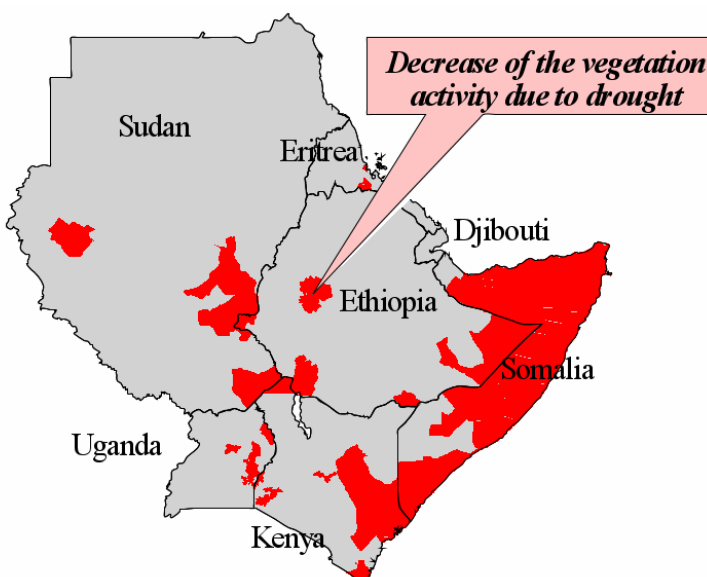 Decrease of the vegetation
activity due to drought
Sudan
Eritrea
Djibouti
Ethiopia
Somalia
Uganda
Kenya